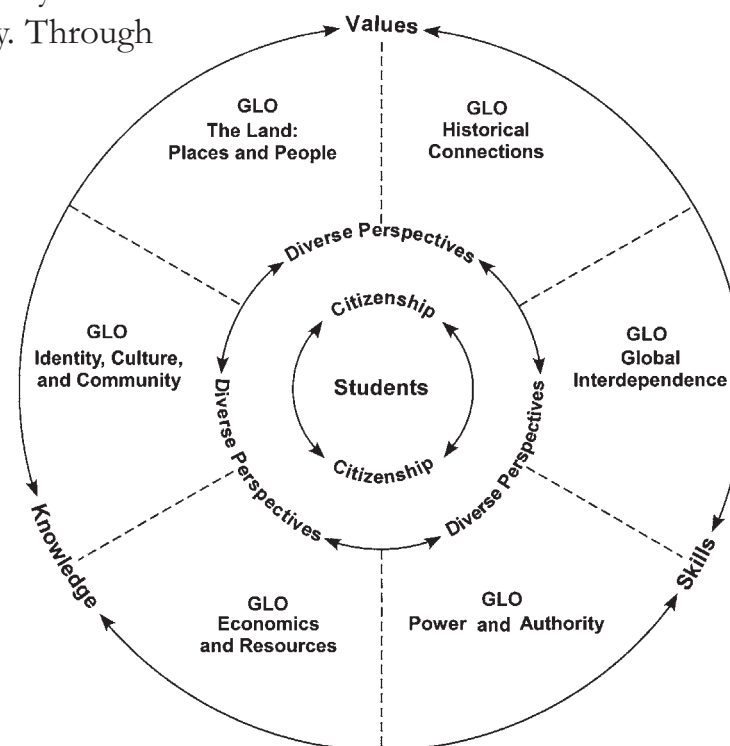 y. Through
Values
GLO
The Land:
Places and People
GLO
Historical
Connections
Diverse Perspectives
Citizenship
GLO
Identity, Culture,
and Community
Students
GLO
Global
Interdependence
Diverse Perspectives
Diverse Perspectives
Citizenship
Knowledge
Skills
GLO
Economics
and Resources
GLO
Power and Authority